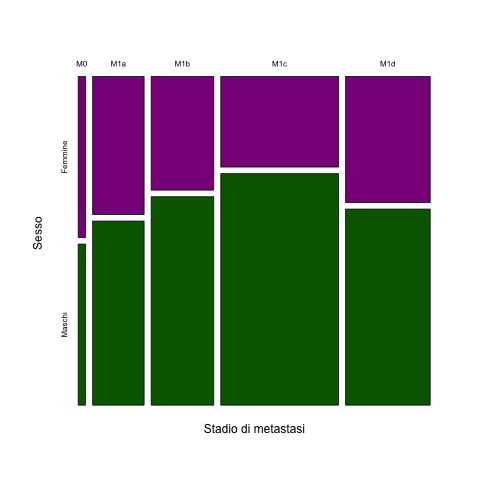 M0 M1a M1b M1c M1d
Femmine
Sesso
Maschi
Stadio di metastasi